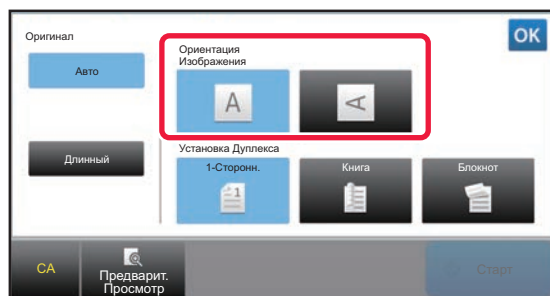 Оригинал
OK
Авто
Длинный
Ориентация
Изображения
A
A
Установка Дуплекса
1-Сторонн.
1
Книга
Блокнот
CA
Предварит.
Просмотр
Старт